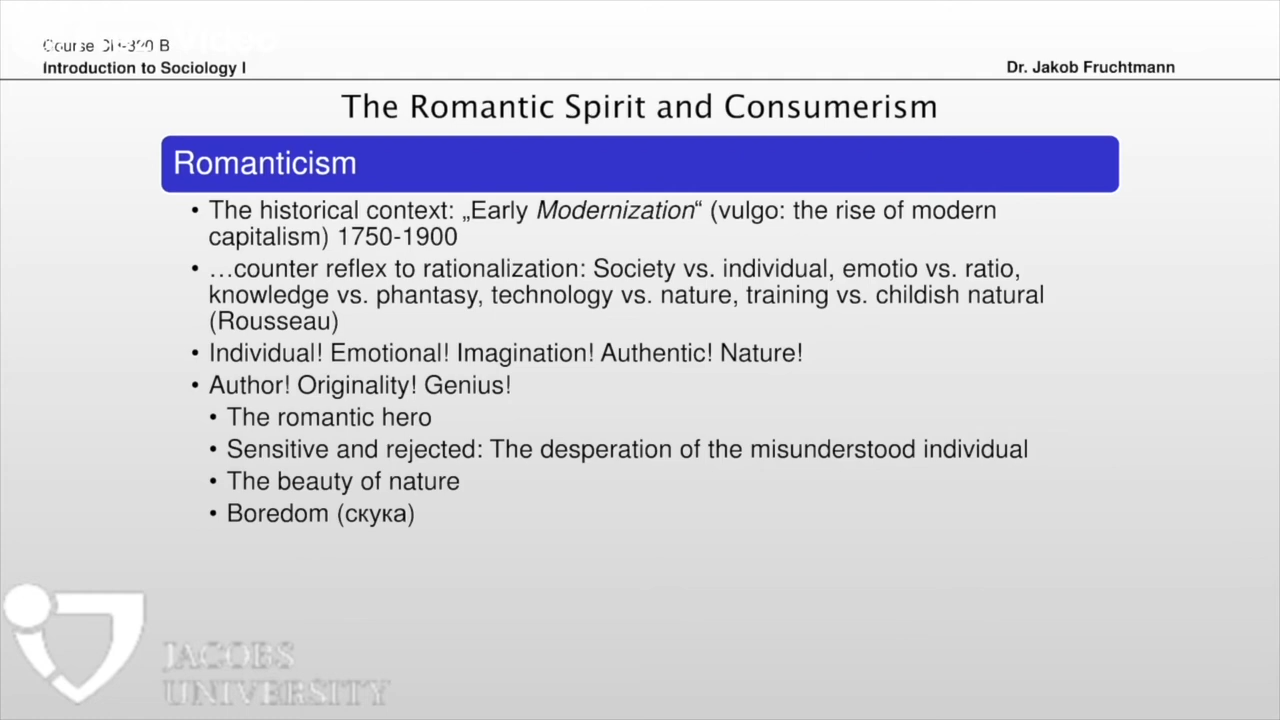 Course CH-320 B
Introduction to Sociology I
Dr. Jakob Fruchtmann
The Romantic Spirit and Consumerism
Romanticism
• The historical context: „Early Modernization“ (vulgo: the rise of modern
capitalism) 1750-1900
• …counter reflex to rationalization: Society vs. individual, emotio vs. ratio,
knowledge vs. phantasy, technology vs. nature, training vs. childish natural
(Rousseau)
• Individual! Emotional! Imagination! Authentic! Nature!
• Author! Originality! Genius!
• The romantic hero
• Sensitive and rejected: The desperation of the misunderstood individual
• The beauty of nature
• Boredom (скука)
JACOBS
UNIVERSITY